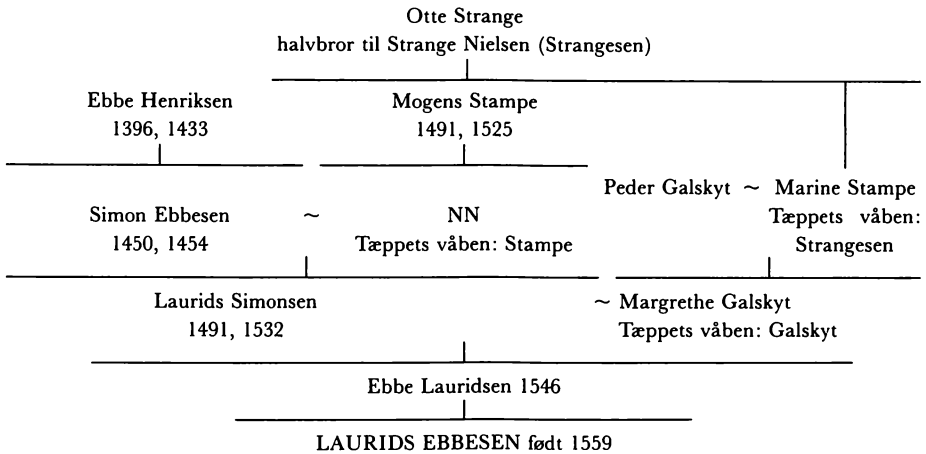 Otte Strange
halvbror til Strange Nielsen (Strangesen)
Ebbe Henriksen
1396, 1433
Mogens Stampe
1491, 1525
Peder Galskyt ~ Marine Stampe
Tæppets våben:
Strangesen
Simon Ebbesen ~ NN
1450, 1454 Tæppets våben: Stampe
Laurids Simonsen ~ Margrethe Galskyt
1491, 1532 Tæppets våben: Galskyt
Ebbe Lauridsen 1546
LAURIDS EBBESEN født 1559